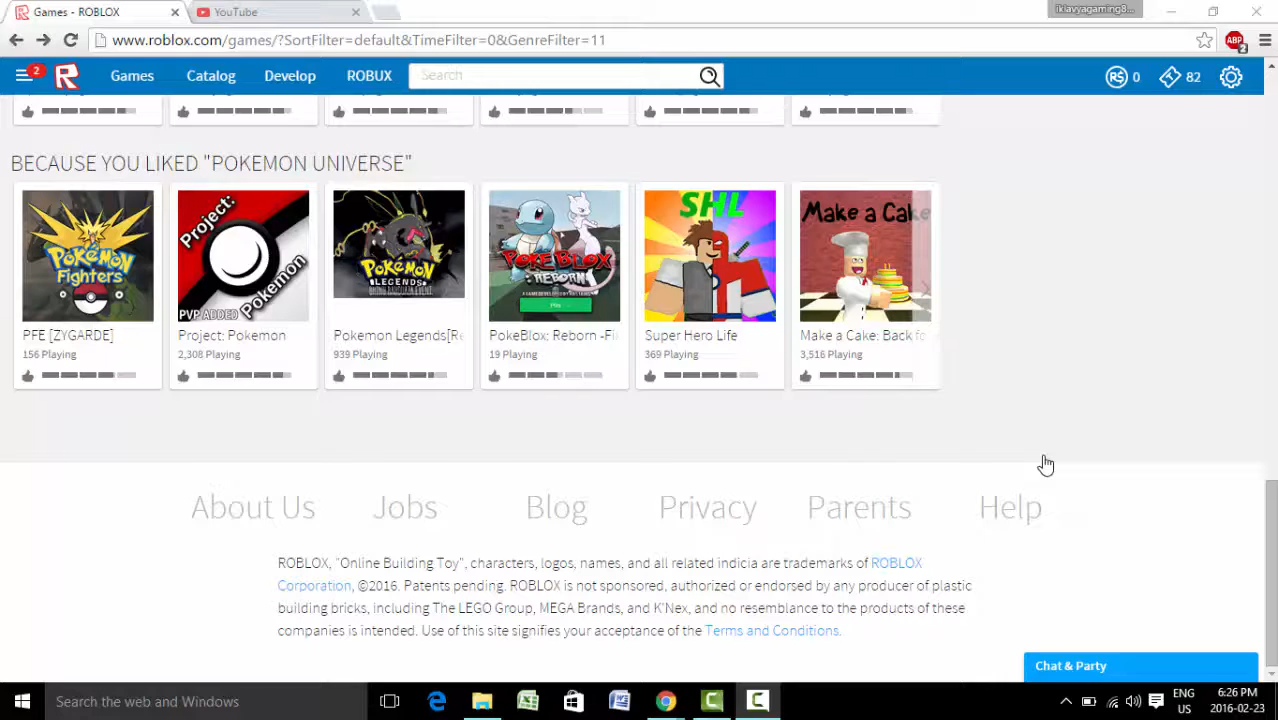 Games - ROBLOX
YouTube
iklavyagaming8...
www.roblox.com/games/?SortFilter=default&TimeFilter=0&GenreFilter=11
ABP
2
2
R
Games
Catalog
Develop
ROBUX
Search
R$ 0
82
BECAUSE YOU LIKED "POKEMON UNIVERSE"
Pokémon
Fighters
Project:
Pokemon
PVP ADDED
POKéMON
LEGENDS
POKEBLOX
: REBORN
SHL
Make a Cake
PFE [ZYGARDE]
Project: Pokemon
Pokemon Legends[Re
PokeBlox: Reborn -Fi
Super Hero Life
Make a Cake: Back fo
156 Playing
2,308 Playing
939 Playing
19 Playing
369 Playing
3,516 Playing
About Us
Jobs
Blog
Privacy
Parents
Help
ROBLOX, "Online Building Toy", characters, logos, names, and all related indicia are trademarks of ROBLOX
Corporation, ©2016. Patents pending. ROBLOX is not sponsored, authorized or endorsed by any producer of plastic
building bricks, including The LEGO Group, MEGA Brands, and K'Nex, and no resemblance to the products of these
companies is intended. Use of this site signifies your acceptance of the Terms and Conditions.
Chat & Party
Search the web and Windows
ENG
US
6:26 PM
2016-02-23